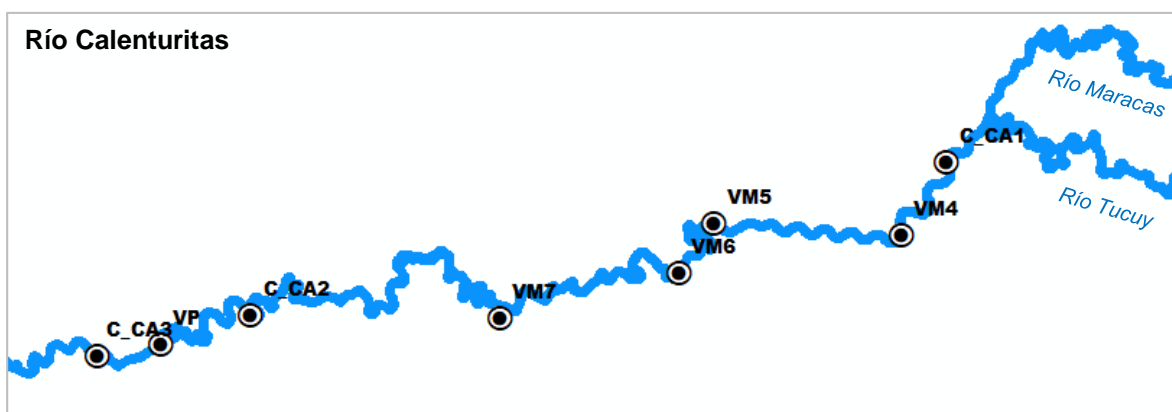 Río Calenturitas
Río Maracas
C_CA1
Río Tucuy
VM5
VM4
VM6
VM7
C_CA2
VP
C_CA3